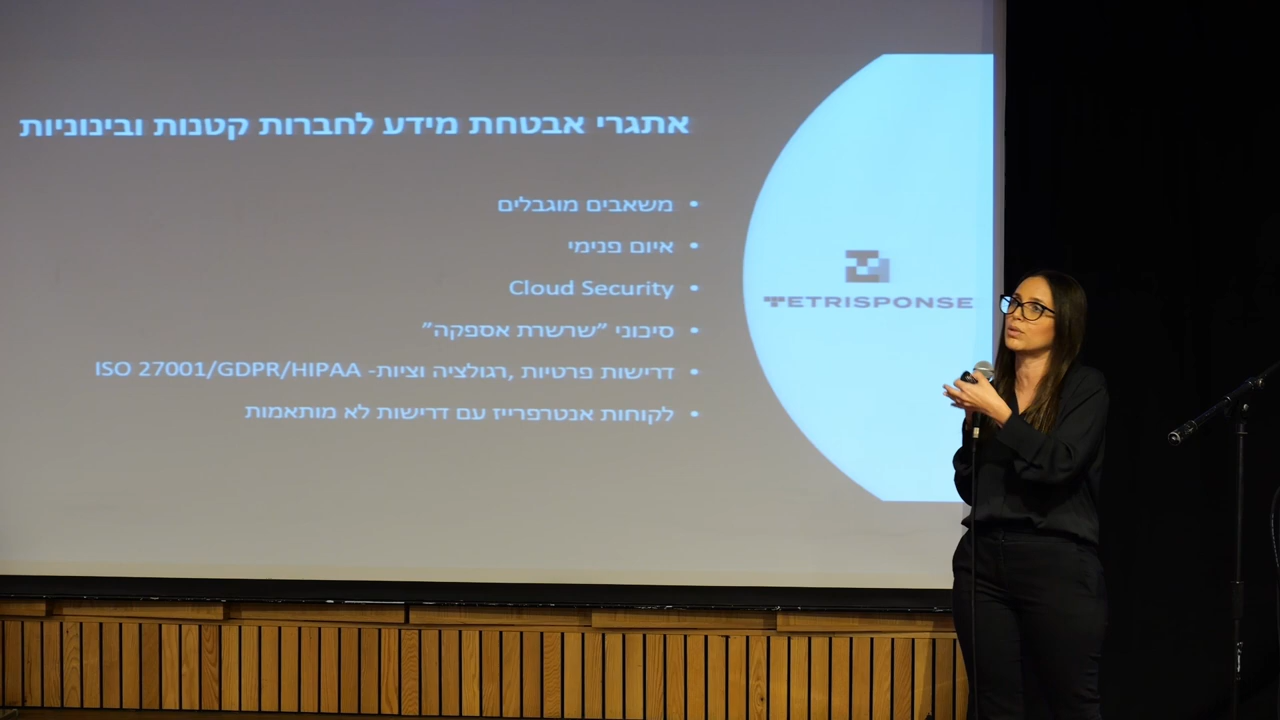 אתגרי אבטחת מידע לחברות קטנות ובינוניות
• משאבים מוגבלים
• איום פנימי
• Cloud Security
• סיכוני ״שרשרת אספקה״
• דרישות פרטיות ,רגולציה וציות- ISO 27001/GDPR/HIPAA
• לקוחות אנטרפרייז עם דרישות לא מותאמות
TETRISPONSE